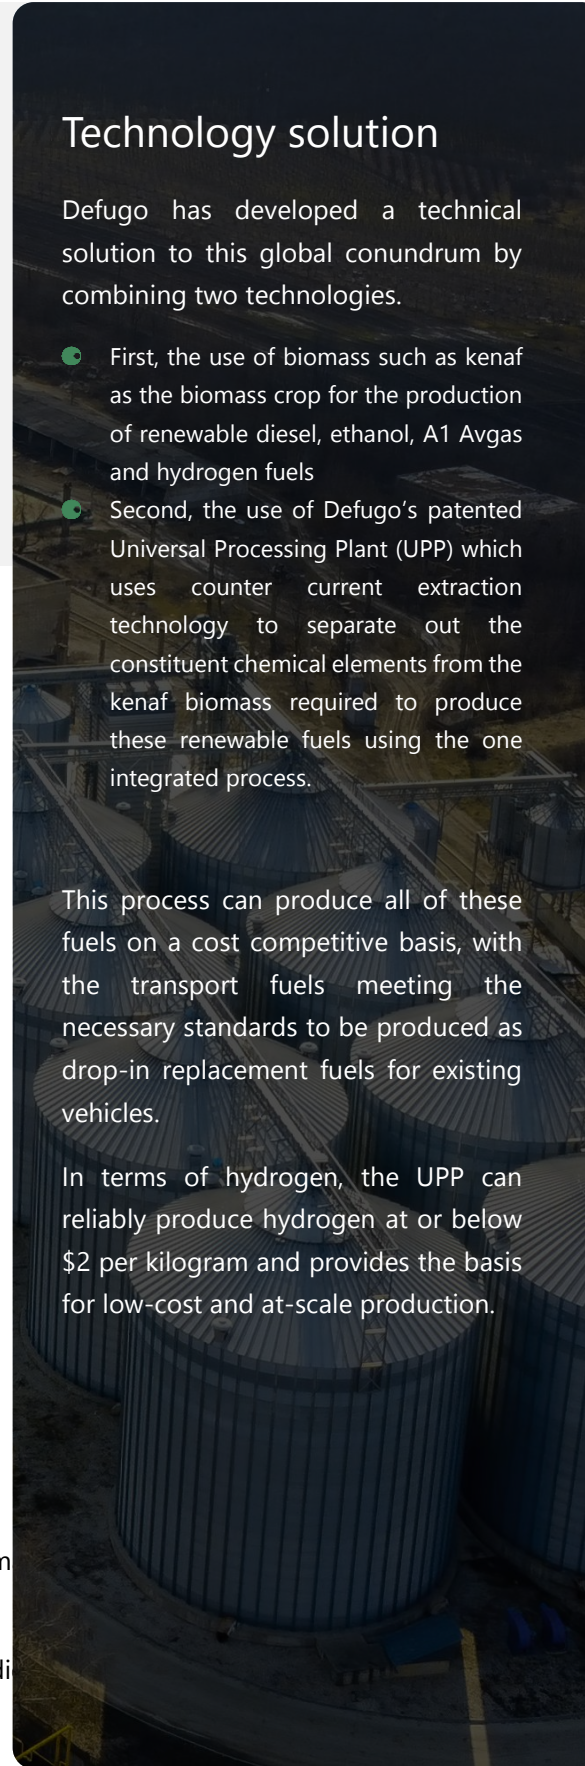 Technology solution
Defugo has developed a technical
solution to this global conundrum by
combining two technologies.
First, the use of biomass such as kenaf
as the biomass crop for the production
of renewable diesel, ethanol, A1 Avgas
and hydrogen fuels
Second, the use of Defugo’s patented
Universal Processing Plant (UPP) which
uses counter current extraction
technology to separate out the
constituent chemical elements from the
kenaf biomass required to produce
these renewable fuels using the one
integrated process.
This process can produce all of these
fuels on a cost competitive basis, with
the transport fuels meeting the
necessary standards to be produced as
drop-in replacement fuels for existing
vehicles.
In terms of hydrogen, the UPP can
reliably produce hydrogen at or below
$2 per kilogram and provides the basis
for low-cost and at-scale production.